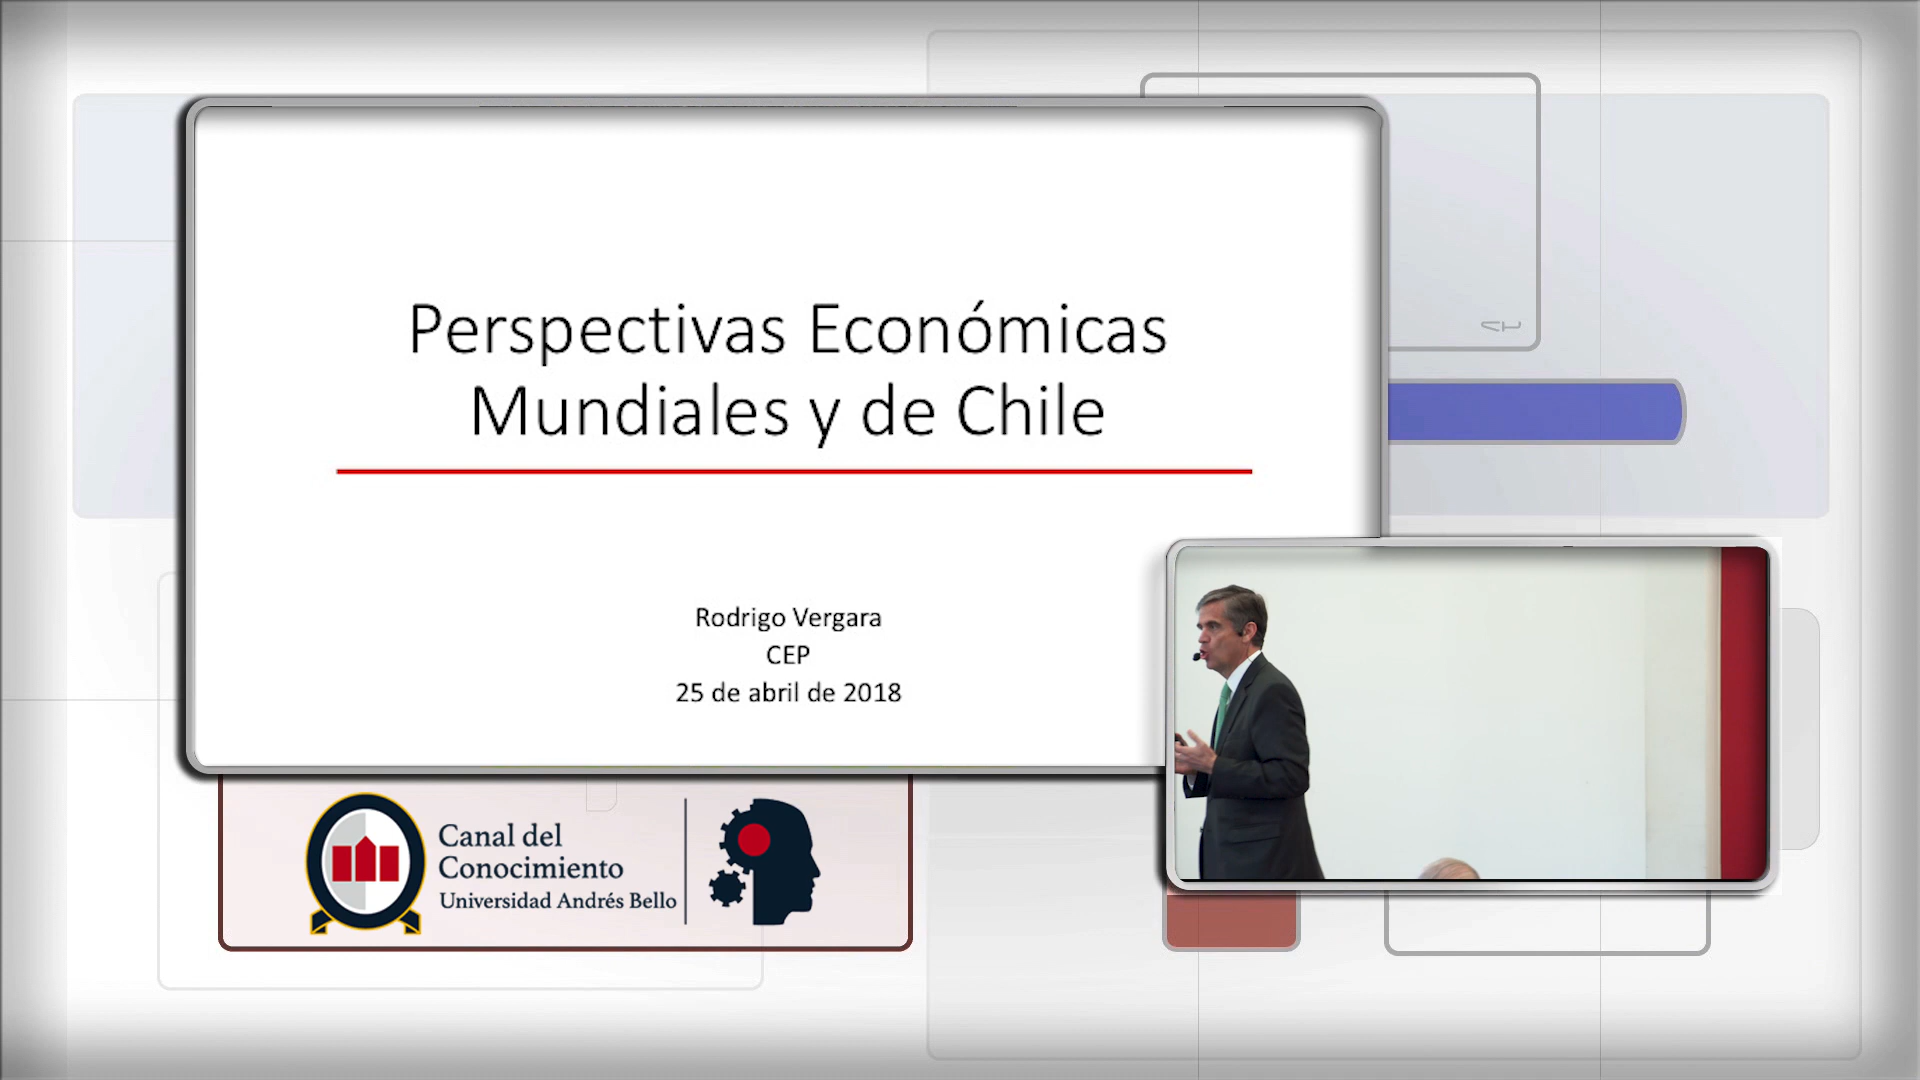 Perspectivas Económicas
Mundiales y de Chile
Rodrigo Vergara
CEP
25 de abril de 2018
Canal del
Conocimiento
Universidad Andrés Bello